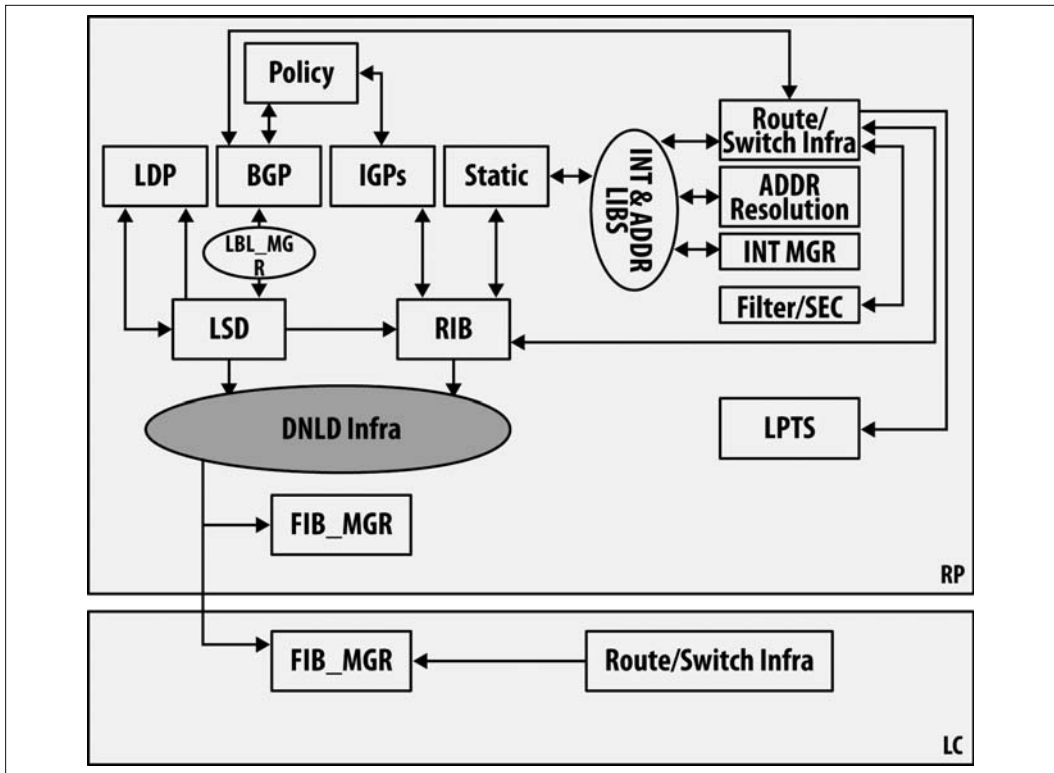 Policy
Route/
Switch Infra
LDP
BGP
IGPs
Static
INT & ADDR
LIBS
ADDR
Resolution
LBL_MG
R
INT MGR
Filter/SEC
LSD
RIB
DNLD Infra
LPTS
FIB_MGR
RP
FIB_MGR
Route/Switch Infra
LC